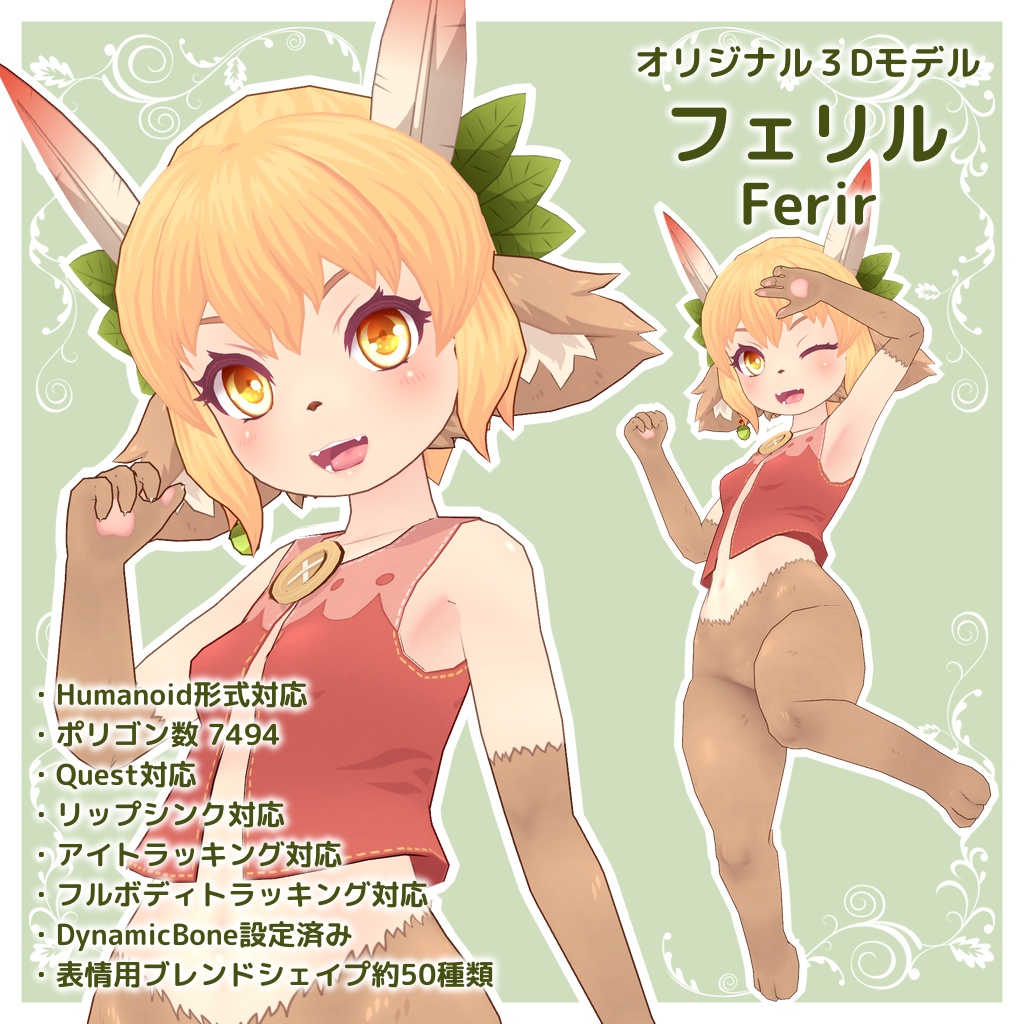 オリジナル３Dモデル
フェリル
Ferir
・Humanoid形式対応
・ポリゴン数 7494
・Quest対応
・リップシンク対応
・アイトラッキング対応
・フルボディトラッキング対応
・DynamicBone設定済み
・表情用ブレンドシェイプ約50種類